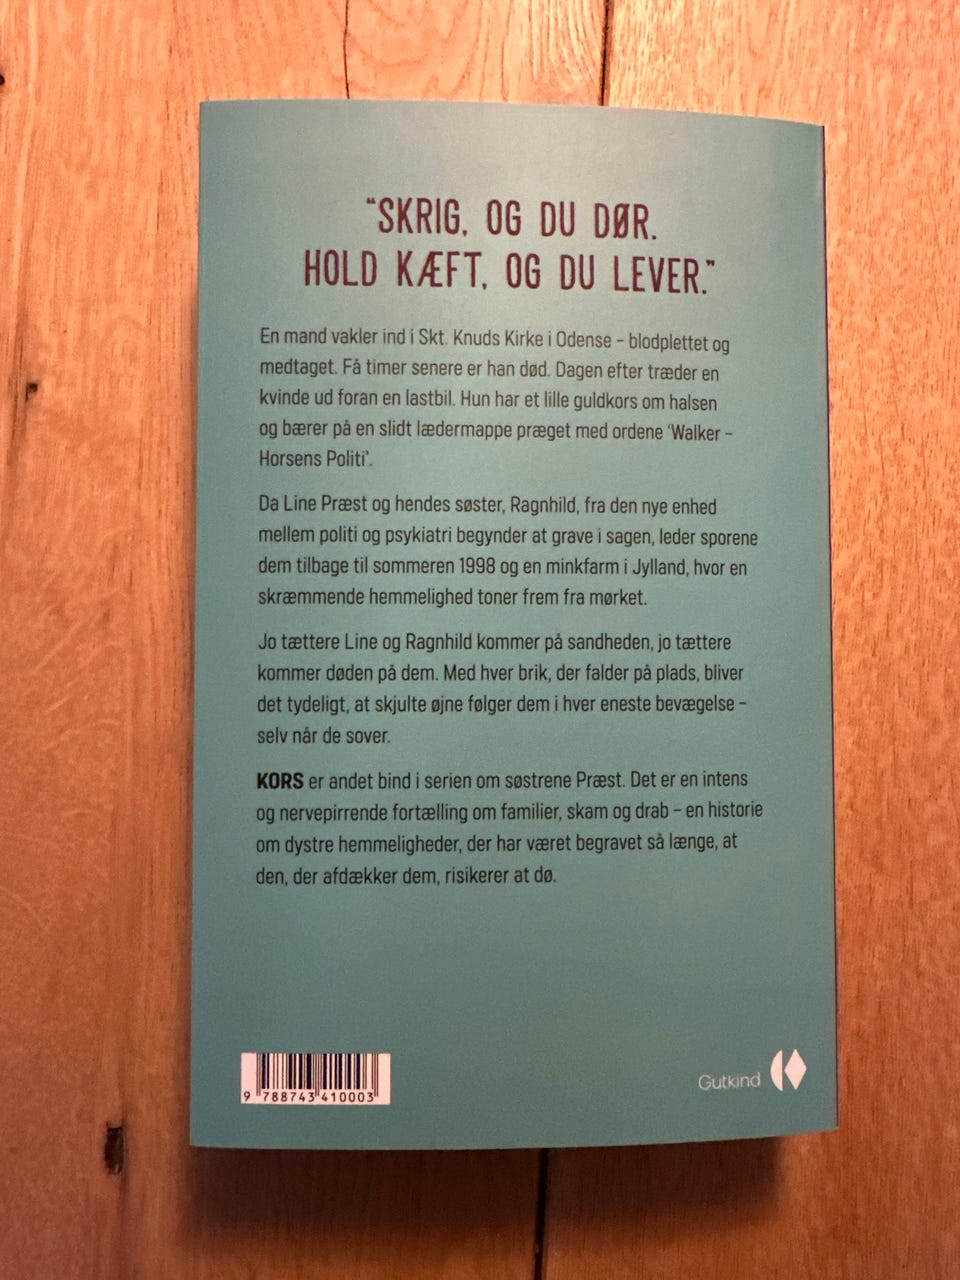 “SKRIG, OG DU DØR.
HOLD KÆFT, OG DU LEVER.”
En mand vakler ind i Skt. Knuds Kirke i Odense – blodplettet og
medtaget. Få timer senere er han død. Dagen efter træder en
kvinde ud foran en lastbil. Hun har et lille guldkors om halsen
og bærer på en slidt lædermappe præget med ordene ‘Walker –
Horsens Politi’.
Da Line Præst og hendes søster, Ragnhild, fra den nye enhed
mellem politi og psykiatri begynder at grave i sagen, leder sporene
dem tilbage til sommeren 1998 og en minkfarm i Jylland, hvor en
skræmmende hemmelighed toner frem fra mørket.
Jo tættere Line og Ragnhild kommer på sandheden, jo tættere
kommer døden på dem. Med hver brik, der falder på plads, bliver
det tydeligt, at skjulte øjne følger dem i hver eneste bevægelse –
selv når de sover.
KORS er andet bind i serien om søstrene Præst. Det er en intens
og nervepirrende fortælling om familier, skam og drab – en historie
om dystre hemmeligheder, der har været begravet så længe, at
den, der afdækker dem, risikerer at dø.
9 788743 410003
Gutkind